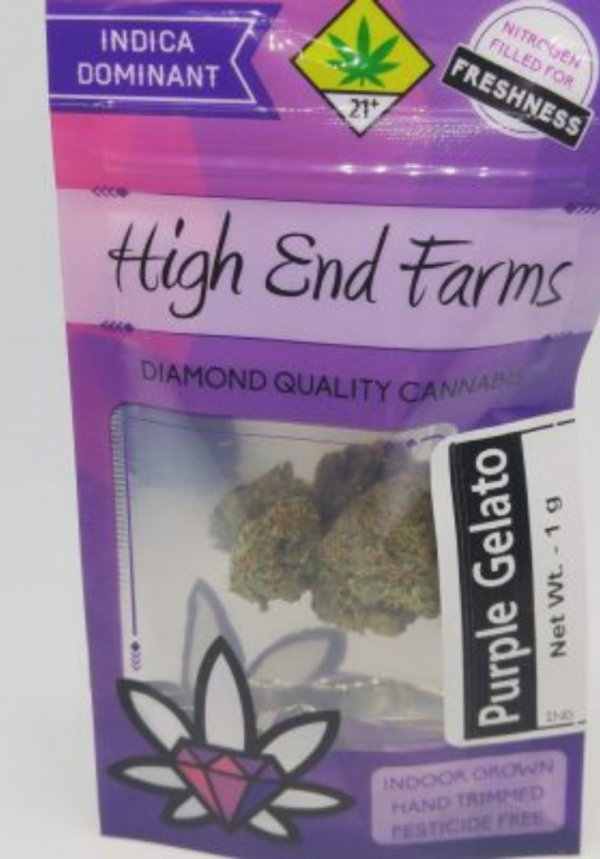 INDICA
DOMINANT
21+
NITROGEN
FILLED FOR
FRESHNESS
High End Farms
DIAMOND QUALITY CANNABIS
Purple Gelato
Net Wt. - 1 g
INDOOR GROWN
HAND TRIMMED
PESTICIDE FREE